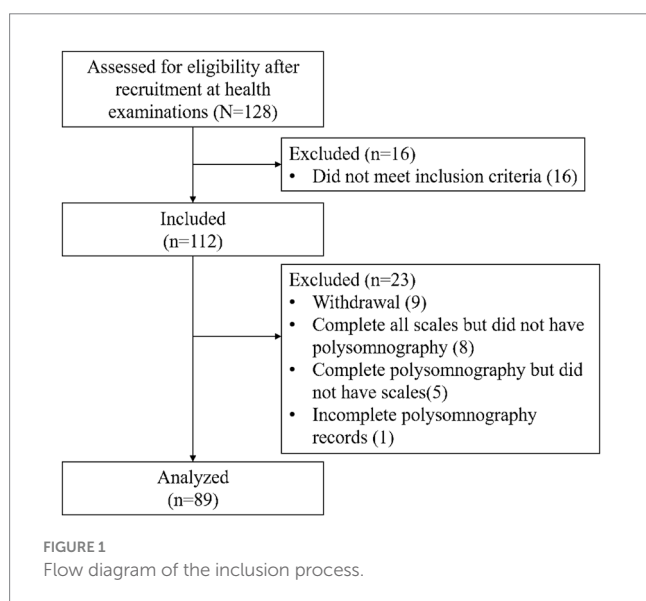 Assessed for eligibility after
recruitment at health
examinations (N=128)
Excluded (n=16)
• Did not meet inclusion criteria (16)
Included
(n=112)
Excluded (n=23)
• Withdrawal (9)
• Complete all scales but did not have
polysomnography (8)
• Complete polysomnography but did
not have scales(5)
• Incomplete polysomnography
records (1)
Analyzed
(n=89)
FIGURE 1
Flow diagram of the inclusion process.